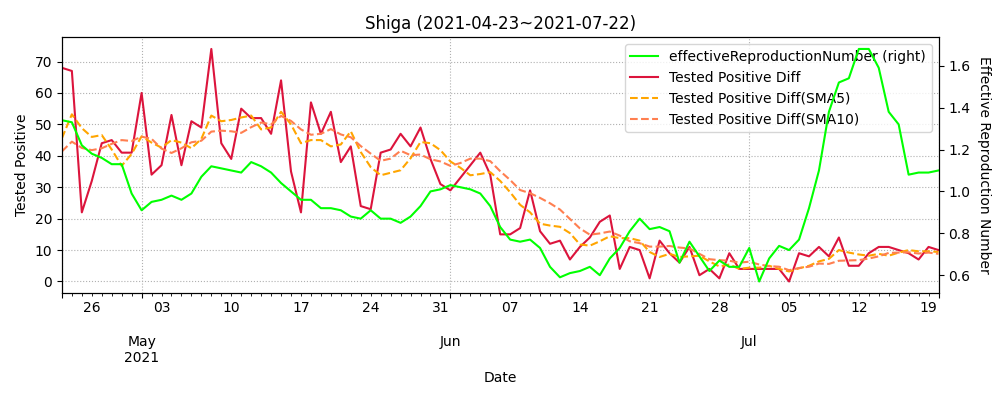 Shiga (2021-04-23~2021-07-22)
effectiveReproductionNumber (right)
Tested Positive Diff
Tested Positive Diff(SMA5)
Tested Positive Diff(SMA10)
Tested Positive
70
60
50
40
30
20
10
0
Effective Reproduction Number
1.6
1.4
1.2
1.0
0.8
0.6
26 03 10 17 24 31 07 14 21 28 05 12 19
May Jun Jul
2021
Date